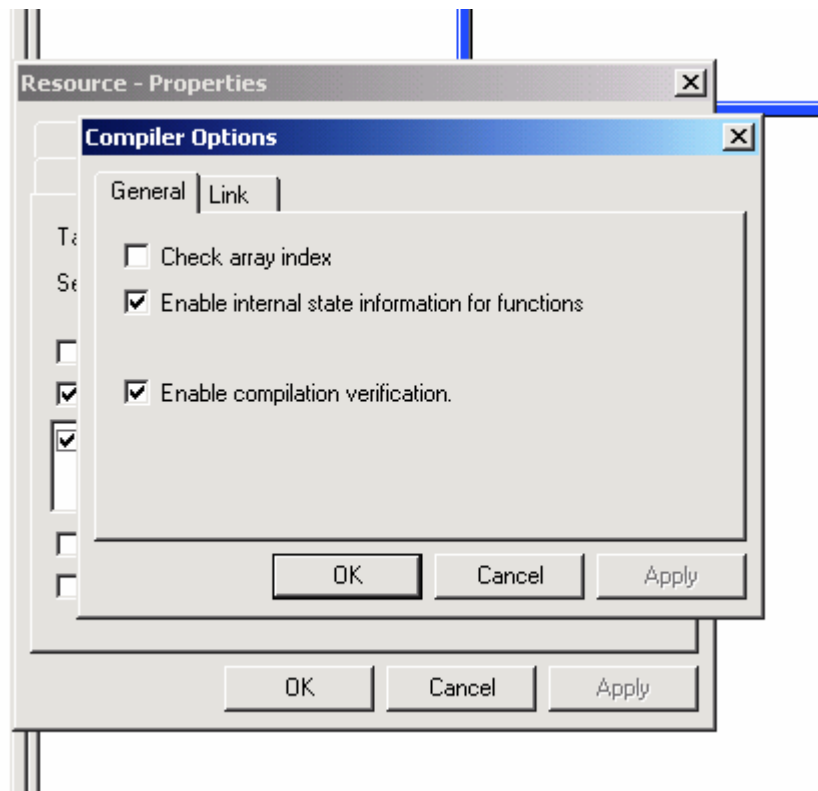 Resource - Properties
Compiler Options
General Link
Check array index
Enable internal state information for functions
Enable compilation verification.
OK Cancel Apply
OK Cancel Apply